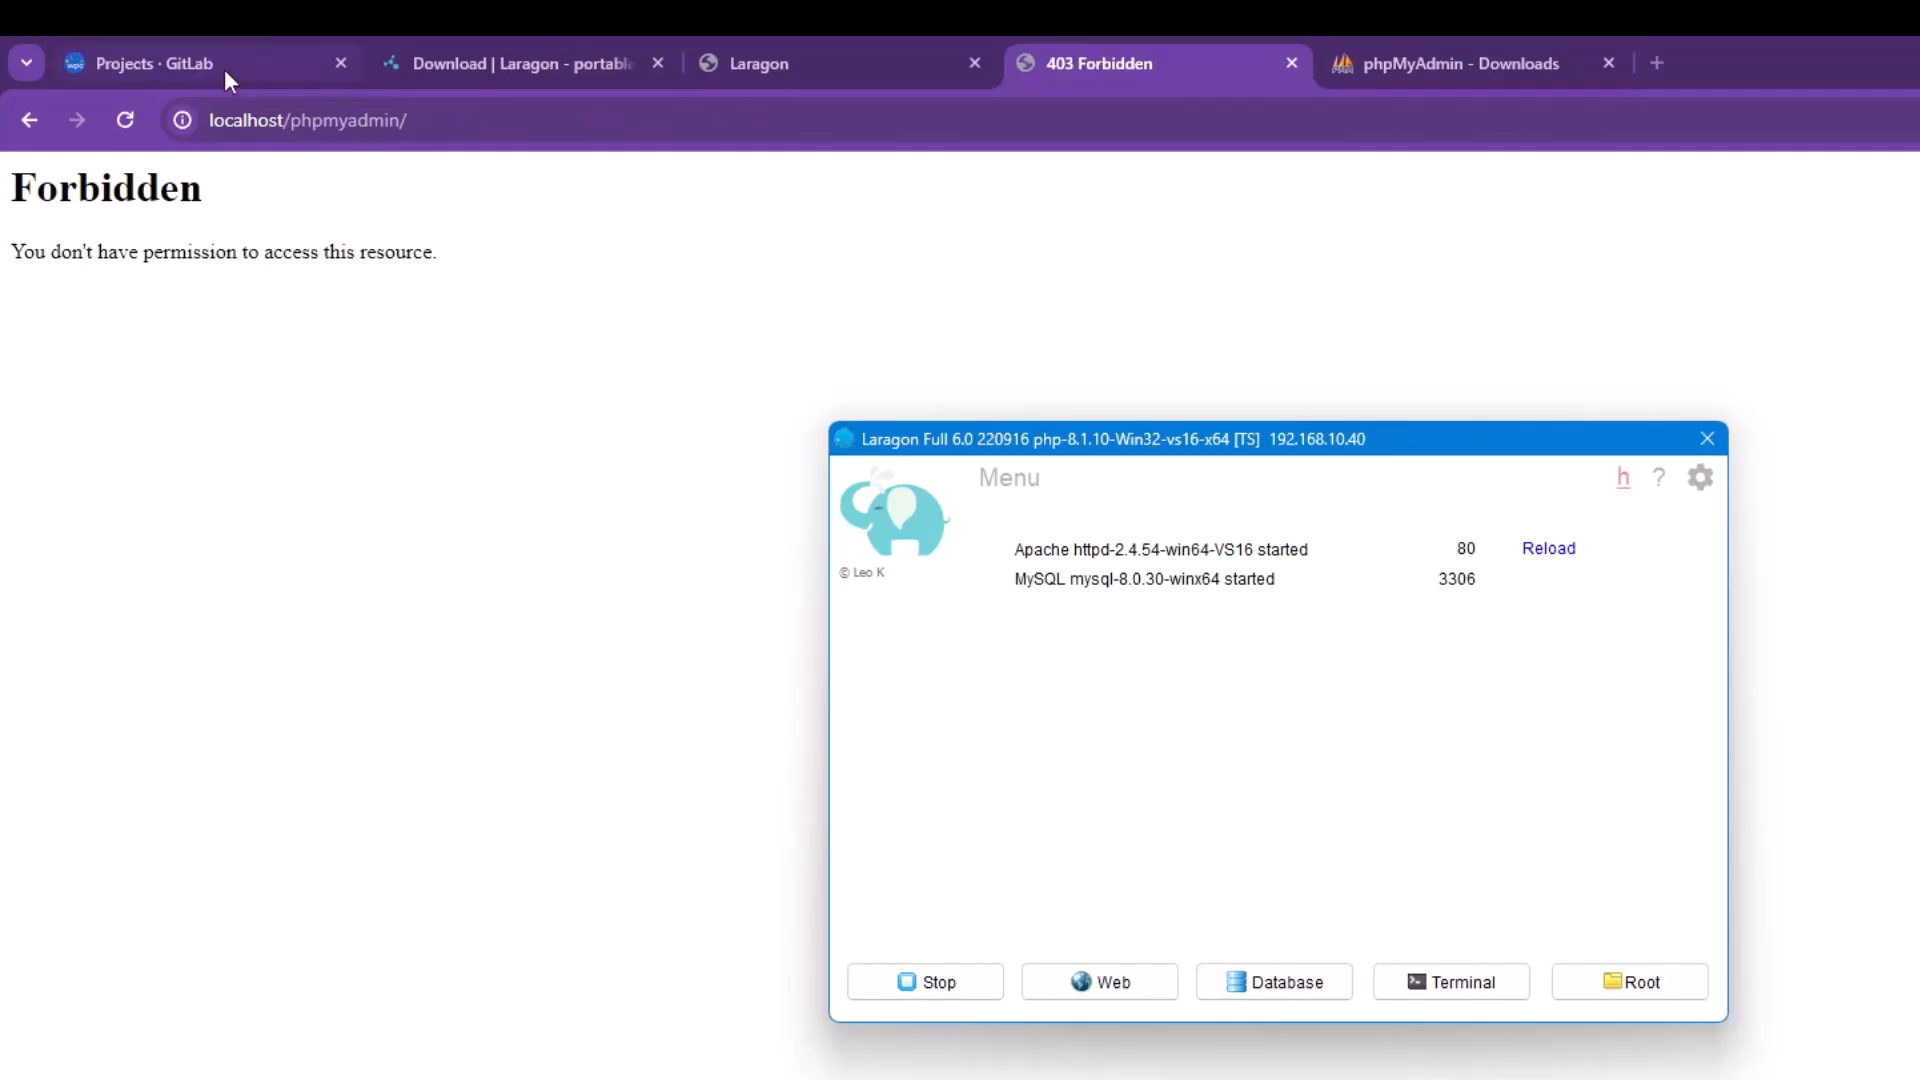 Projects · GitLab
Download | Laragon - portable
Laragon
403 Forbidden
phpMyAdmin - Downloads
localhost/phpmyadmin/
Forbidden
You don't have permission to access this resource.
Laragon Full 6.0 220916 php-8.1.10-Win32-vs16-x64 [TS] 192.168.10.40
Menu
h ?
Apache httpd-2.4.54-win64-VS16 started 80 Reload
MySQL mysql-8.0.30-winx64 started 3306
© Leo K
Stop
Web
Database
Terminal
Root